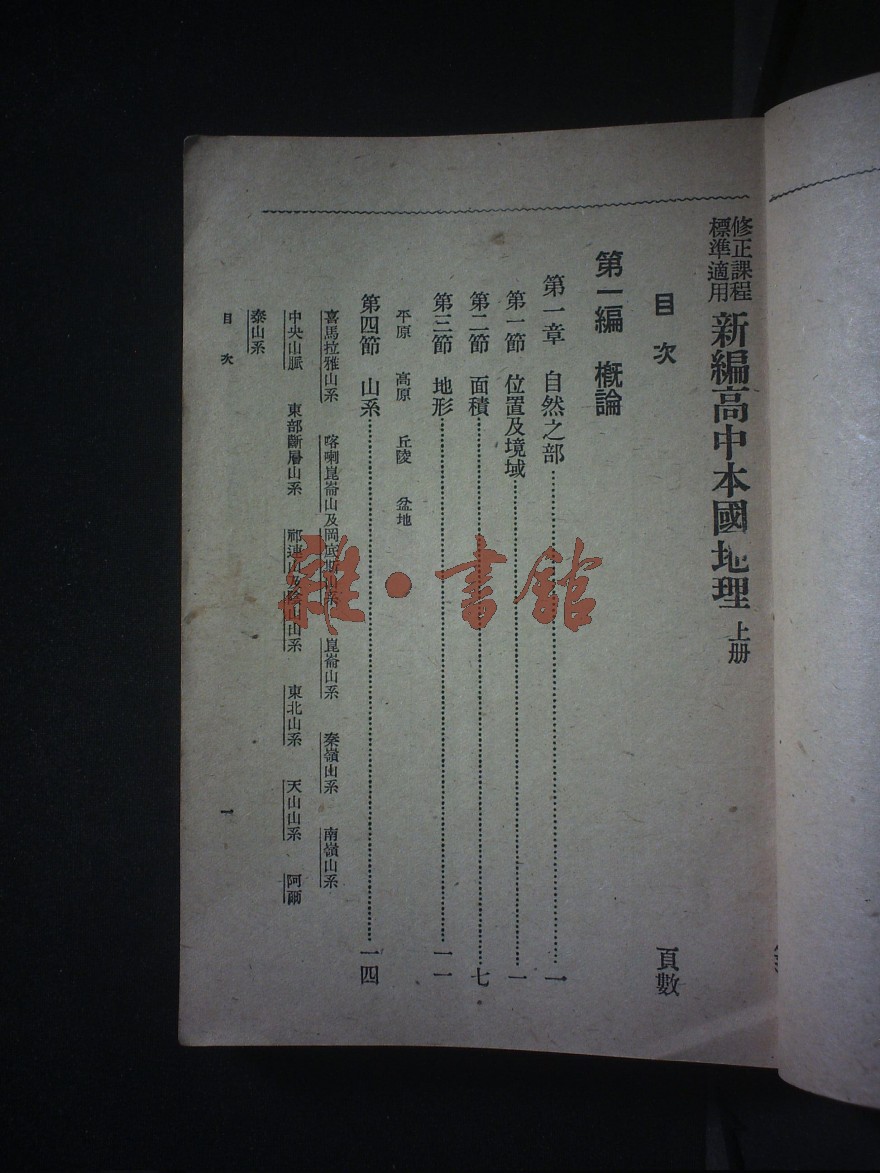 修正課程
標準適用
新編高中本國地理 上册
目次
頁數
第一編 概論
第一章 自然之部……一
第一節 位置及境域……一
第二節 面積……七
第三節 地形……一一
平原 高原 丘陵 盆地
第四節 山系……一四
喜馬拉雅山系 喀喇崑崙山及岡底斯山系 崑崙山系 秦嶺山系 南嶺山系
中央山脈 東部斷層山系 祁連山及陰山山系 東北山系 天山山系 阿爾
泰山系
目次
一
雜·書館